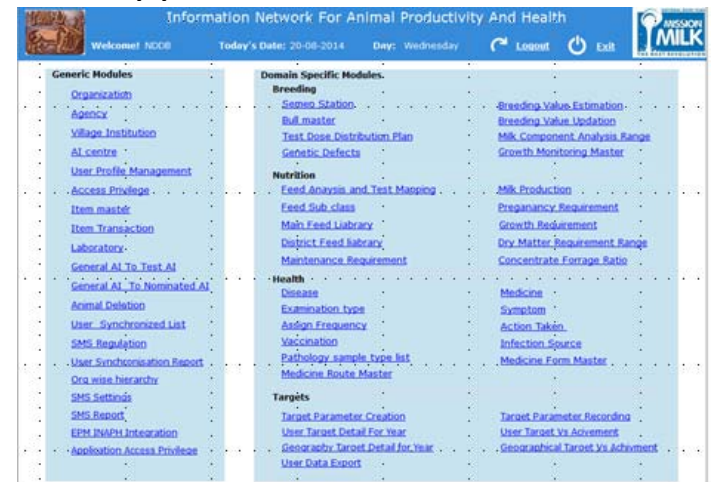 Information Network For Animal Productivity And Health
Welcome! NDDB Today's Date: 20-08-2014 Day: Wednesday Logout Exit
MISSION
MILK
Generic Modules
Organization
Agency
Village Institution
AI centre
User Profile Management
Access Privilege
Item master
Item Transaction
Laboratory
General AI To Test AI
General AI To Nominated AI
Animal Deletion
User Synchronized List
SMS Regulation
User Synchconisation Report
Org wise hierarchy
SMS Settings
SMS Report
EPM INAPH Integration
Application Access Privilege
Domain Specific Modules.
Breeding
Semen Station Breeding Value Estimation
Bull master Breeding Value Updation
Test Dose Distribution Plan Milk Component Analysis Range
Genetic Defects Growth Monitoring Master
Nutrition
Feed Anaysis and Test Mapping Milk Production
Feed Sub class Preganancy Requirement
Main Feed Liabrary Growth Requirement
District Feed liabrary Dry Matter Requirement Range
Maintenance Requirement Concentrate Forrage Ratio
Health
Disease Medicine
Examination type Symptom
Assign Frequency Action Taken
Vaccination Infection Source
Pathology sample type list Medicine Form Master
Medicine Route Master
Targets
Target Parameter Creation Target Parameter Recording
User Target Detail For Year User Target Vs Acivement
Geography Target Detail for Year Geographical Target Vs Achivment
User Data Export